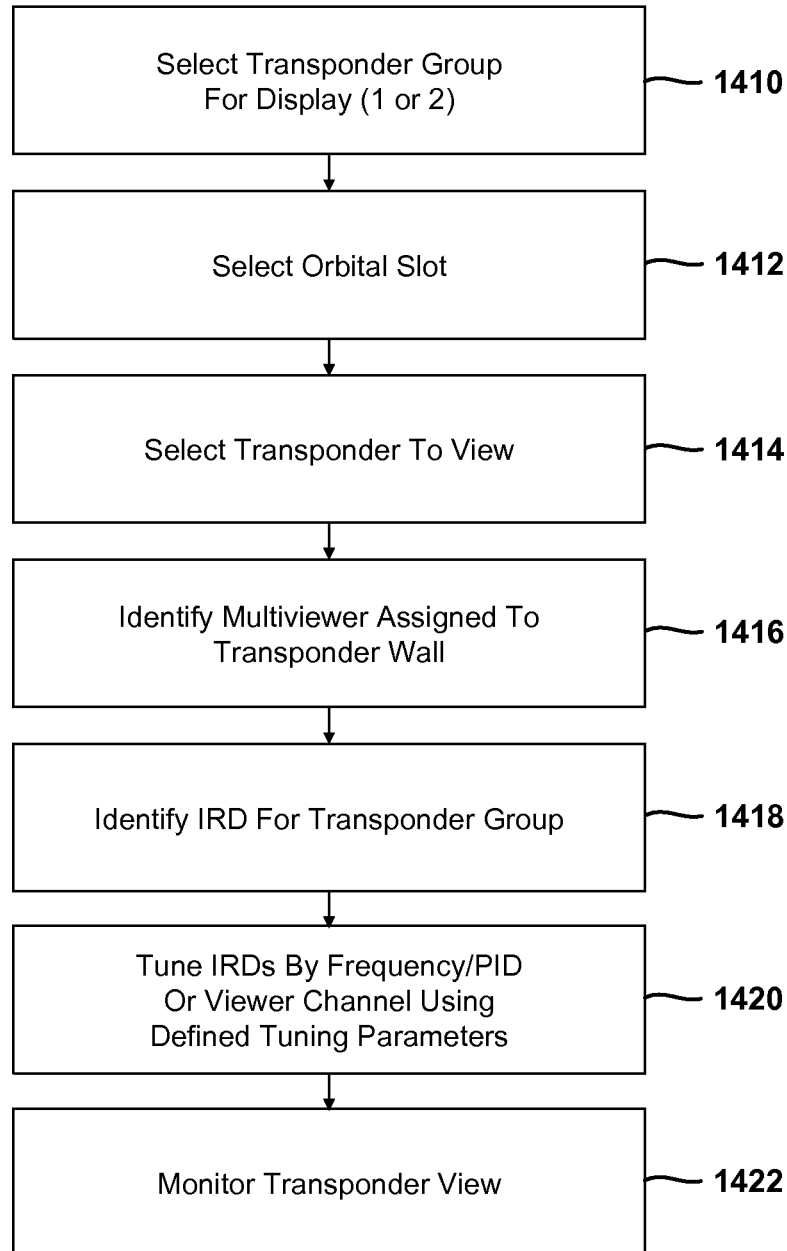 Select Transponder Group
For Display (1 or 2)
1410
Select Orbital Slot
1412
Select Transponder To View
1414
Identify Multiviewer Assigned To
Transponder Wall
1416
Identify IRD For Transponder Group
1418
Tune IRDs By Frequency/PID
Or Viewer Channel Using
Defined Tuning Parameters
1420
Monitor Transponder View
1422